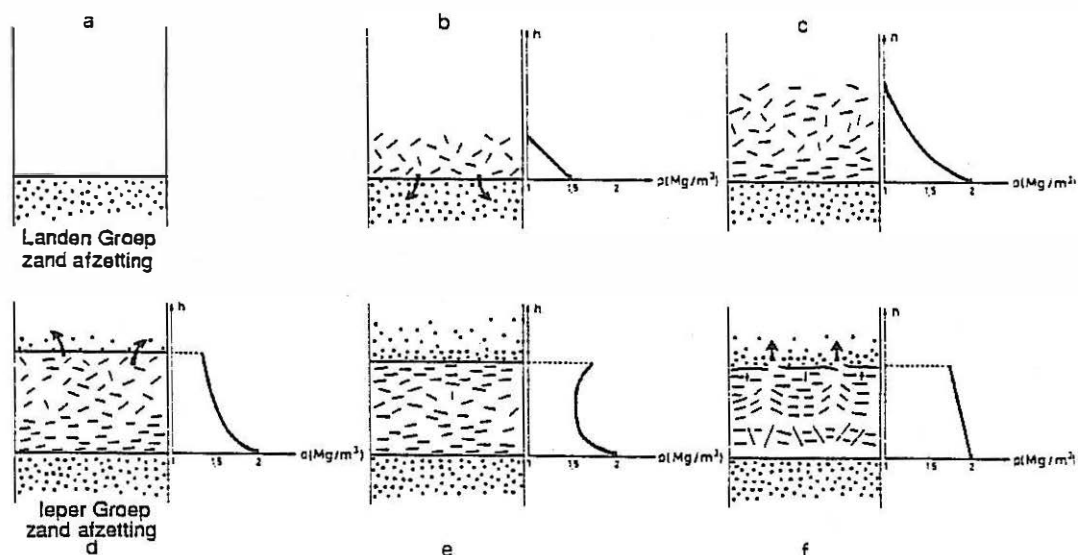 a
b
c
h
h
1
1,5
2
ρ(Mg/m³)
1
1,5
2
ρ(Mg/m³)
Landen Groep
zand afzetting
h
h
h
1
1,5
2
ρ(Mg/m³)
1
1,5
2
ρ(Mg/m³)
1
1,5
2
ρ(Mg/m³)
Ieper Groep
zand afzetting
d
e
f